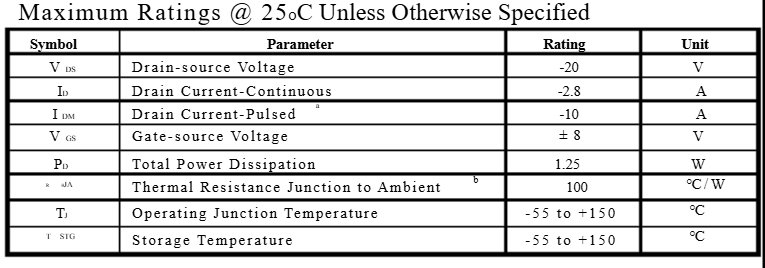 Maximum Ratings @ 25oC Unless Otherwise Specified
Symbol Parameter Rating Unit
V DS Drain-source Voltage -20 V
ID Drain Current-Continuous -2.8 A
I DM Drain Current-Pulsed a -10 A
V GS Gate-source Voltage ± 8 V
PD Total Power Dissipation 1.25 W
R θJA Thermal Resistance Junction to Ambient b 100 °C/W
TJ Operating Junction Temperature -55 to +150 °C
T STG Storage Temperature -55 to +150 °C